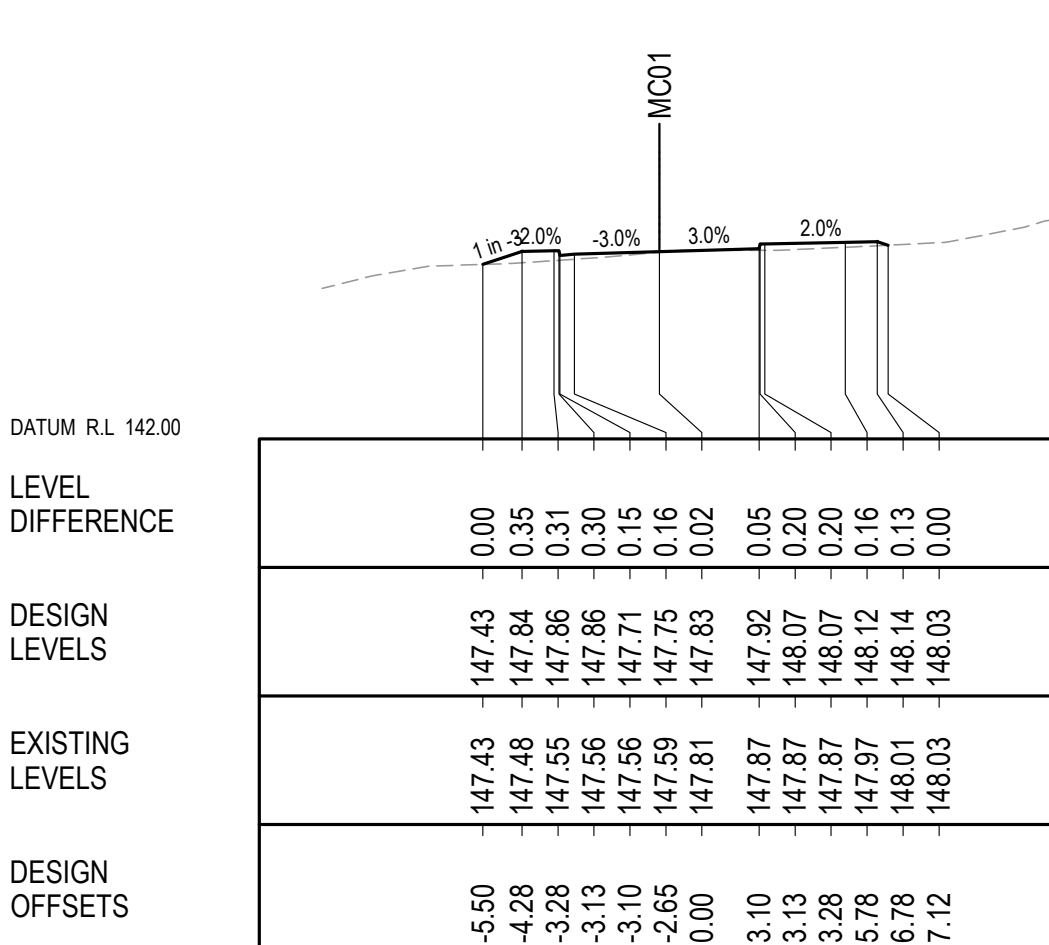 MC01
1 in -3
2.0%
-3.0%
3.0%
2.0%
DATUM R.L 142.00
LEVEL
DIFFERENCE
0.00 0.35 0.31 0.30 0.15 0.16 0.02 0.05 0.20 0.20 0.16 0.13 0.00
DESIGN
LEVELS
147.43 147.84 147.86 147.86 147.71 147.75 147.83 147.92 148.07 148.07 148.12 148.14 148.03
EXISTING
LEVELS
147.43 147.48 147.55 147.56 147.56 147.59 147.81 147.87 147.87 147.87 147.97 148.01 148.03
DESIGN
OFFSETS
-5.50 -4.28 -3.28 -3.13 -3.10 -2.65 0.00 3.10 3.13 3.28 5.78 6.78 7.12